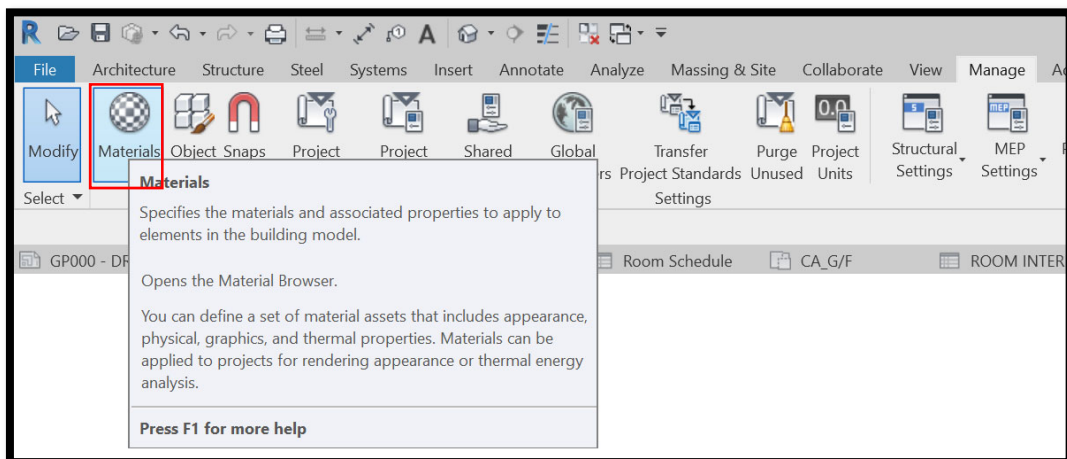 R A
File Architecture Structure Steel Systems Insert Annotate Analyze Massing & Site Collaborate View Manage
0.0 S MEP
Modify Materials Object Snaps Project Project Shared Global Transfer Purge Project Structural MEP
rs Project Standards Unused Units Settings Settings
Select Settings
Materials
Specifies the materials and associated properties to apply to
elements in the building model.
GP000 - DR Room Schedule CA_G/F ROOM INTER
Opens the Material Browser.
You can define a set of material assets that includes appearance,
physical, graphics, and thermal properties. Materials can be
applied to projects for rendering appearance or thermal energy
analysis.
Press F1 for more help